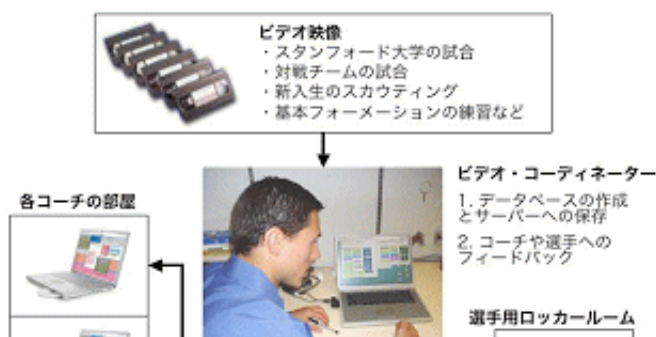 ビデオ映像
・スタンフォード大学の試合
・対戦チームの試合
・新入生のスカウティング
・基本フォーメーションの練習など
ビデオ・コーディネーター
1. データベースの作成
とサーバーへの保存
2. コーチや選手への
フィードバック
各コーチの部屋
選手用ロッカールーム